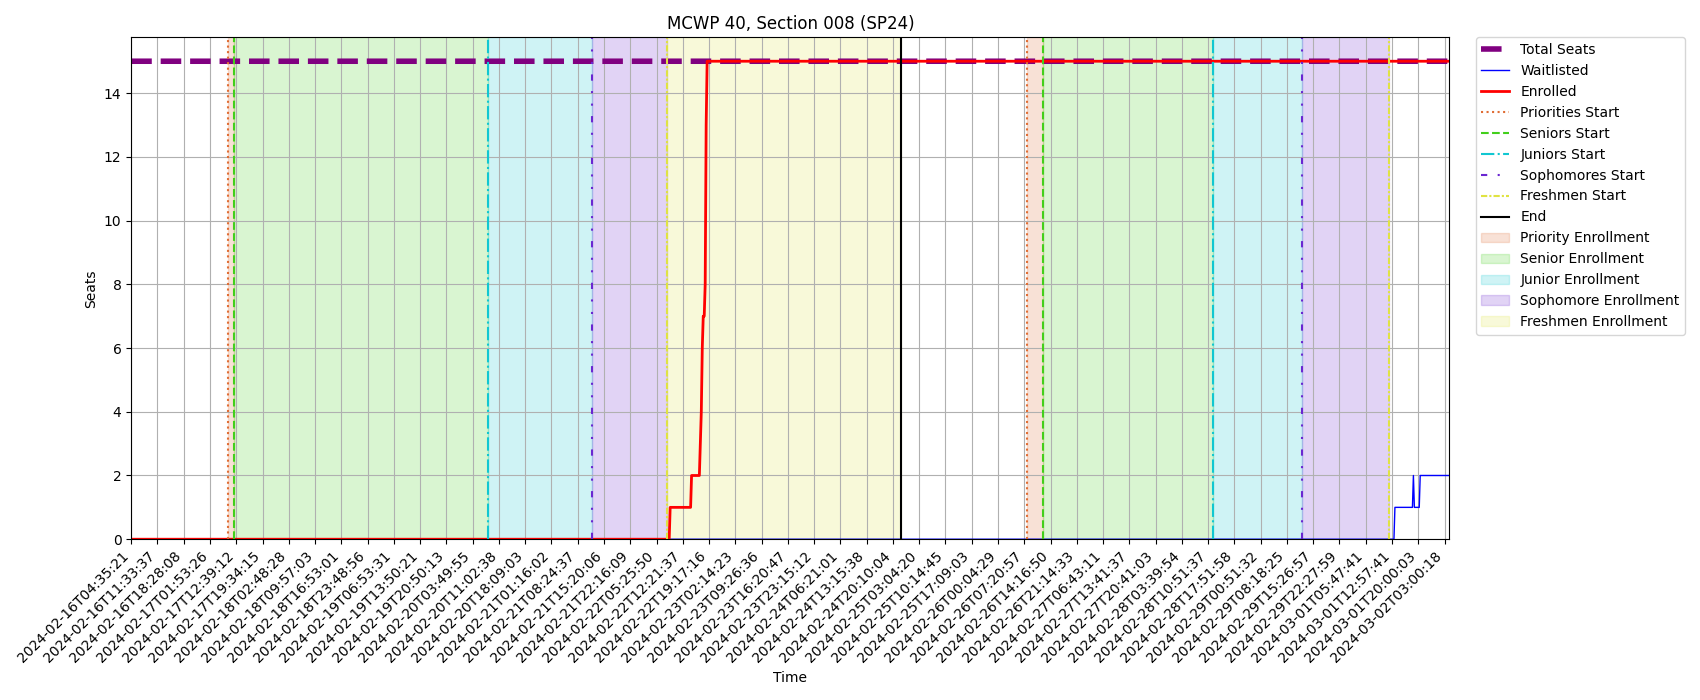 MCWP 40, Section 008 (SP24)
Total Seats
Waitlisted
Enrolled
Priorities Start
Seniors Start
Juniors Start
Sophomores Start
Freshmen Start
End
Priority Enrollment
Senior Enrollment
Junior Enrollment
Sophomore Enrollment
Freshmen Enrollment
Seats
14
12
10
8
6
4
2
0
2024-02-16T04:35:21
2024-02-16T11:33:37
2024-02-16T18:28:08
2024-02-17T01:53:26
2024-02-17T12:39:12
2024-02-17T19:34:15
2024-02-18T02:48:28
2024-02-18T09:57:03
2024-02-18T16:53:01
2024-02-18T23:48:56
2024-02-19T06:53:31
2024-02-19T13:50:21
2024-02-19T20:50:13
2024-02-20T03:49:55
2024-02-20T11:02:38
2024-02-20T18:09:03
2024-02-21T01:16:02
2024-02-21T08:24:37
2024-02-21T15:20:06
2024-02-21T22:16:09
2024-02-22T05:25:50
2024-02-22T12:21:37
2024-02-22T19:17:16
2024-02-23T02:14:23
2024-02-23T09:26:36
2024-02-23T16:20:47
2024-02-23T23:15:12
2024-02-24T06:21:01
2024-02-24T13:15:38
2024-02-24T20:10:04
2024-02-25T03:04:20
2024-02-25T10:14:45
2024-02-25T17:09:03
2024-02-26T00:04:29
2024-02-26T07:20:57
2024-02-26T14:16:50
2024-02-26T21:14:33
2024-02-27T06:43:11
2024-02-27T13:41:37
2024-02-27T20:41:03
2024-02-28T03:39:54
2024-02-28T10:51:37
2024-02-28T17:51:58
2024-02-29T00:51:32
2024-02-29T08:18:25
2024-02-29T15:26:57
2024-02-29T22:27:59
2024-03-01T05:47:41
2024-03-01T12:57:41
2024-03-01T20:00:03
2024-03-02T03:00:18
Time